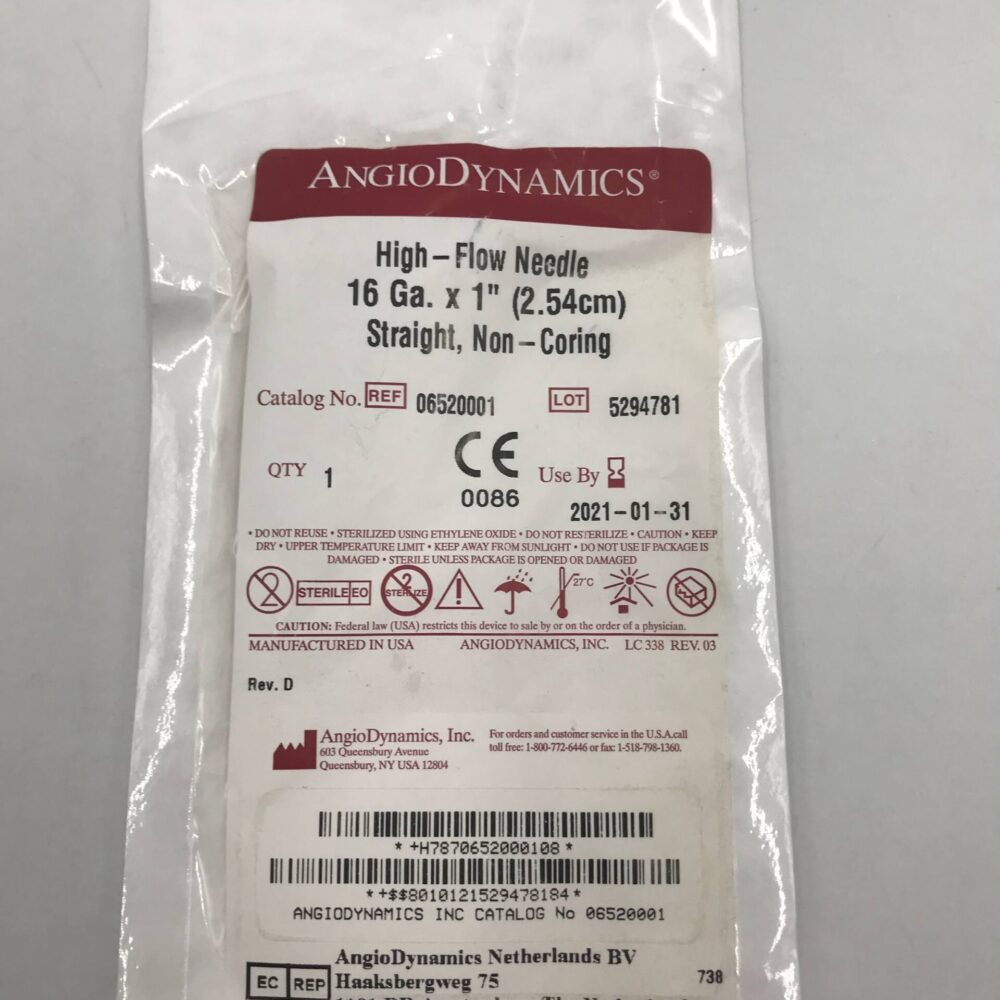 ANGIODYNAMICS®
High-Flow Needle
16 Ga. x 1" (2.54cm)
Straight, Non-Coring
Catalog No. REF 06520001 LOT 5294781
QTY 1 CE 0086 Use By
2021-01-31
• DO NOT REUSE • STERILIZED USING ETHYLENE OXIDE • DO NOT RESTERILIZE • CAUTION • KEEP
DRY • UPPER TEMPERATURE LIMIT • KEEP AWAY FROM SUNLIGHT • DO NOT USE IF PACKAGE IS
DAMAGED • STERILE UNLESS PACKAGE IS OPENED OR DAMAGED
2 STERILE EO 2 STERILIZE 27°C
CAUTION: Federal law (USA) restricts this device to sale by or on the order of a physician.
MANUFACTURED IN USA ANGIODYNAMICS, INC. LC 338 REV. 03
Rev. D
AngioDynamics, Inc.
603 Queensbury Avenue
Queensbury, NY USA 12804
For orders and customer service in the U.S.A.call
toll free: 1-800-772-6446 or fax: 1-518-798-1360.
* +H7870652000108 *
*+$$8010121529478184*
ANGIODYNAMICS INC CATALOG No 06520001
AngioDynamics Netherlands BV
EC REP Haaksbergweg 75 738